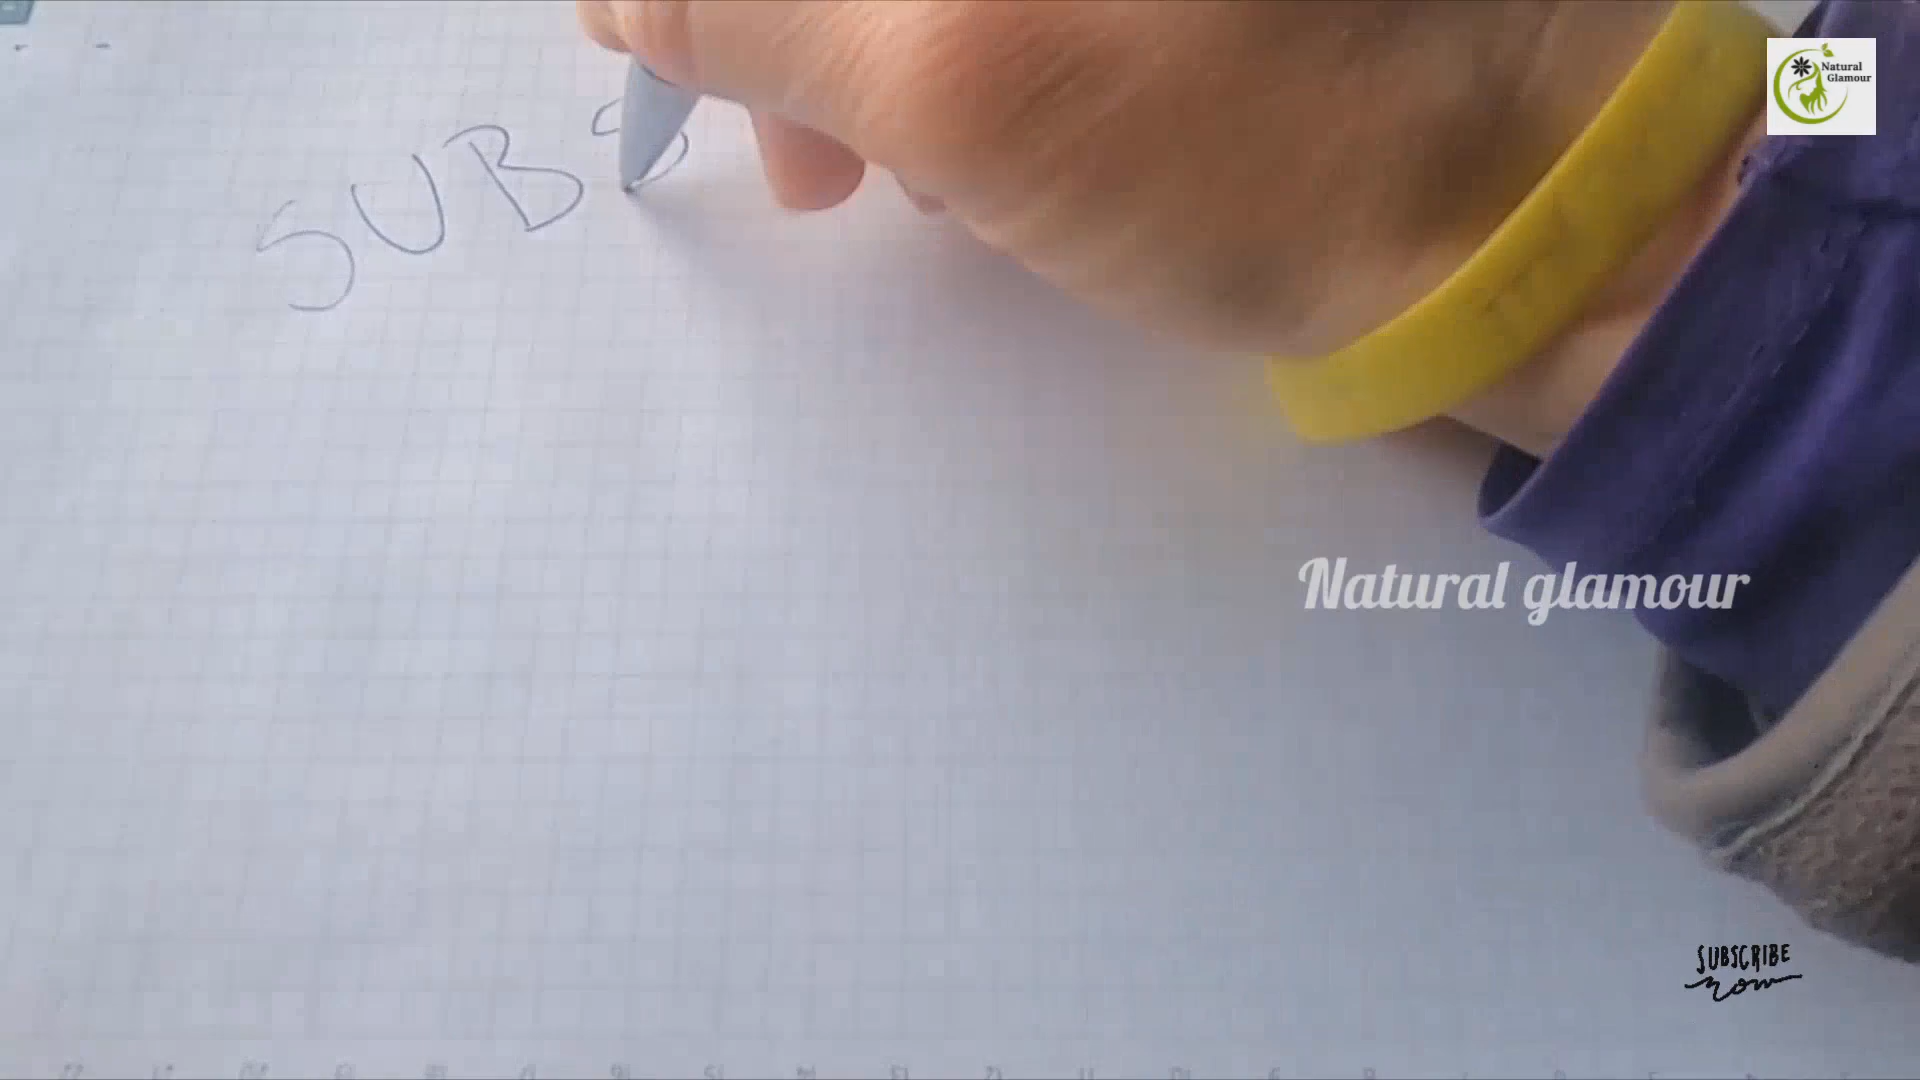 Natural
Glamour
SUBS
Natural glamour
SUBSCRIBE
now